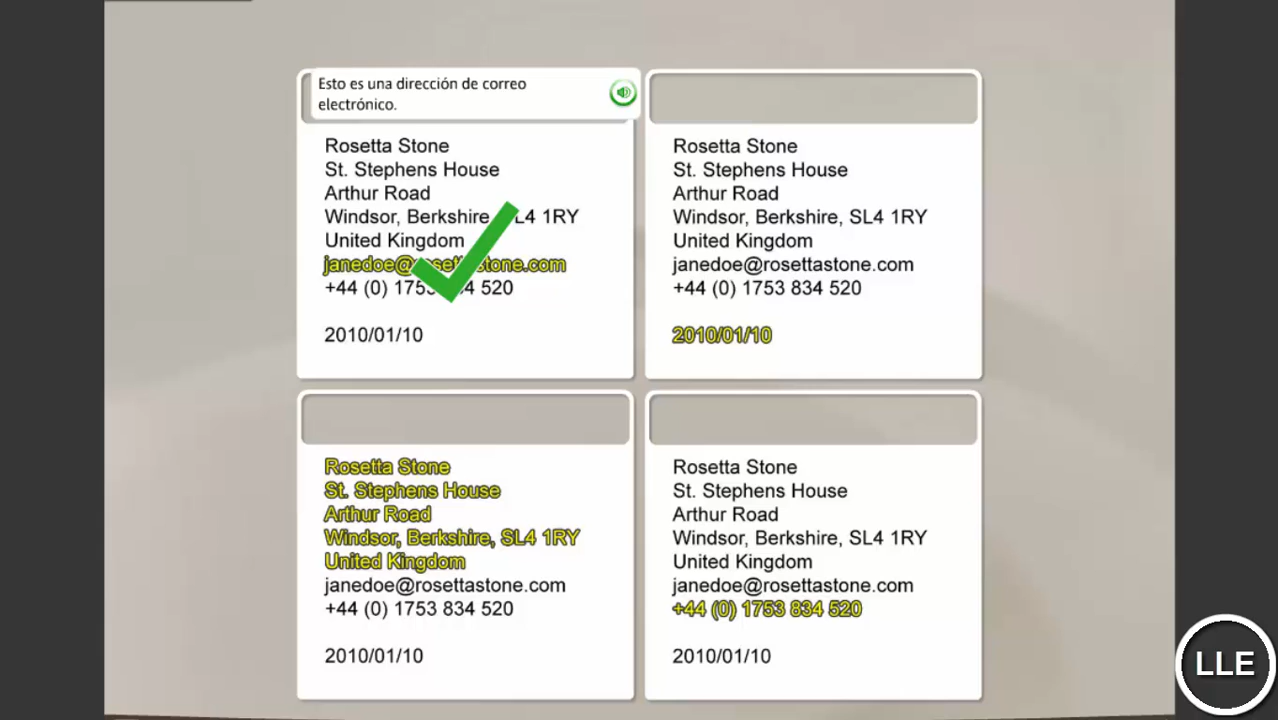 Esto es una dirección de correo
electrónico.
Rosetta Stone
St. Stephens House
Arthur Road
Windsor, Berkshire, SL4 1RY
United Kingdom
janedoe@rosettastone.com
+44 (0) 1753 834 520
2010/01/10
Rosetta Stone
St. Stephens House
Arthur Road
Windsor, Berkshire, SL4 1RY
United Kingdom
janedoe@rosettastone.com
+44 (0) 1753 834 520
2010/01/10
Rosetta Stone
St. Stephens House
Arthur Road
Windsor, Berkshire, SL4 1RY
United Kingdom
janedoe@rosettastone.com
+44 (0) 1753 834 520
2010/01/10
Rosetta Stone
St. Stephens House
Arthur Road
Windsor, Berkshire, SL4 1RY
United Kingdom
janedoe@rosettastone.com
+44 (0) 1753 834 520
2010/01/10
LLE